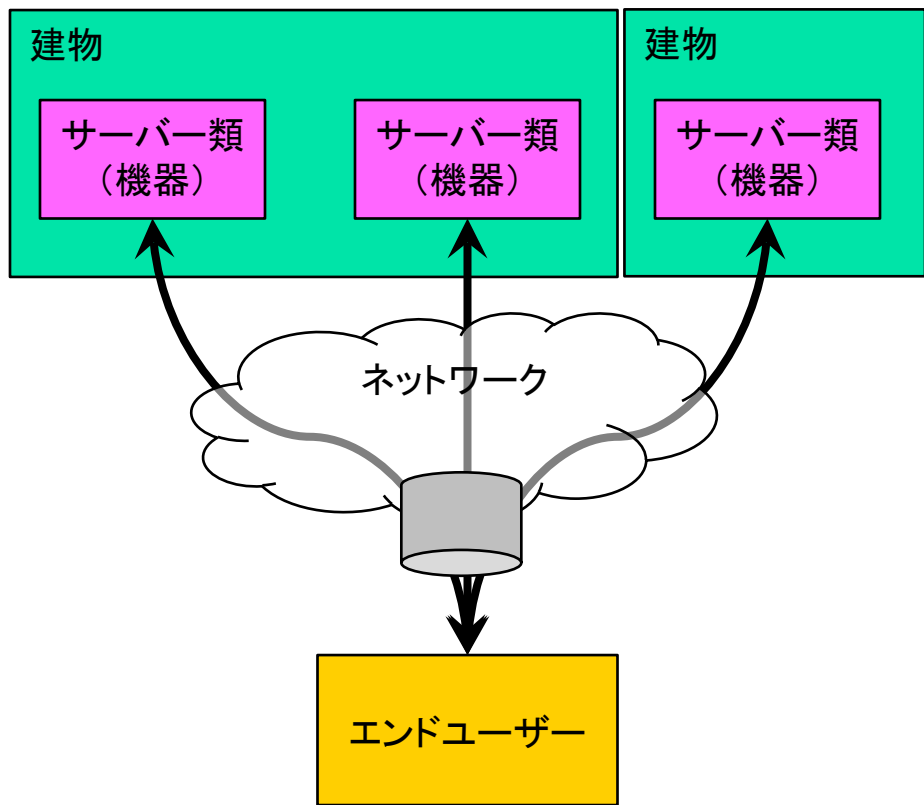 建物
建物
サーバー類
（機器）
サーバー類
（機器）
サーバー類
（機器）
ネットワーク
エンドユーザー